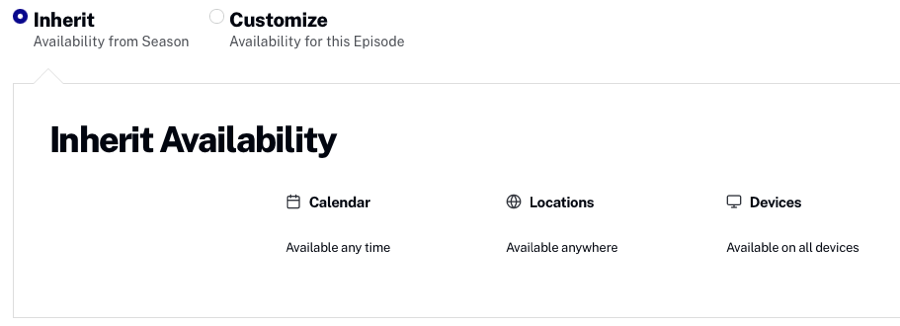 Inherit
Availability from Season
Customize
Availability for this Episode
Inherit Availability
Calendar
Available any time
Locations
Available anywhere
Devices
Available on all devices